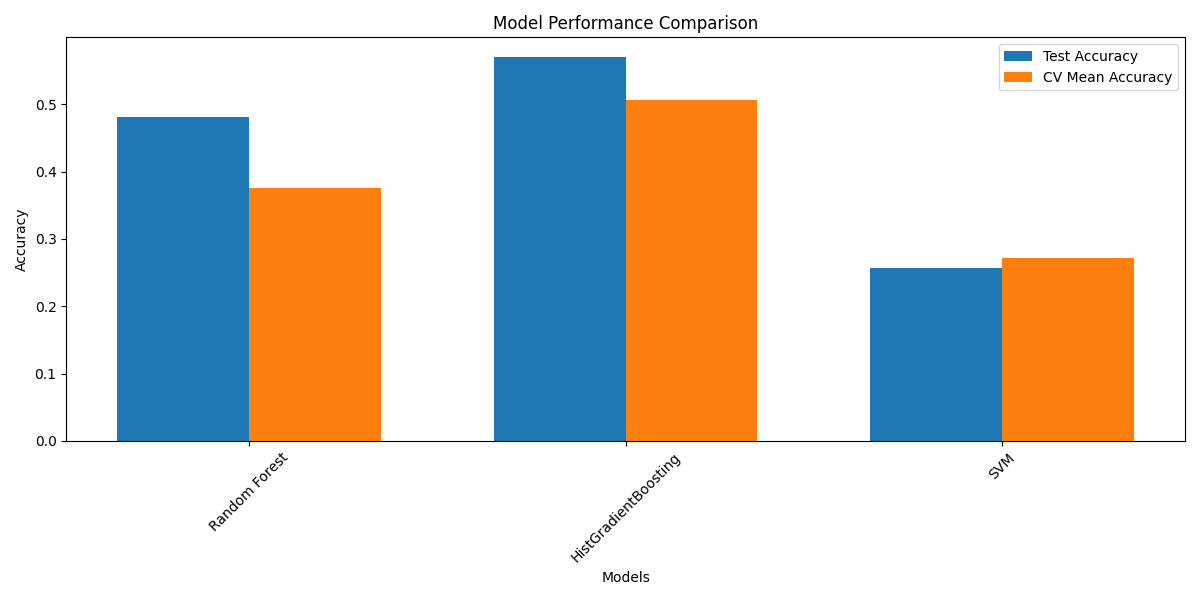 Model Performance Comparison
Test Accuracy
CV Mean Accuracy
Accuracy
0.5
0.4
0.3
0.2
0.1
0.0
Random Forest
HistGradientBoosting
SVM
Models